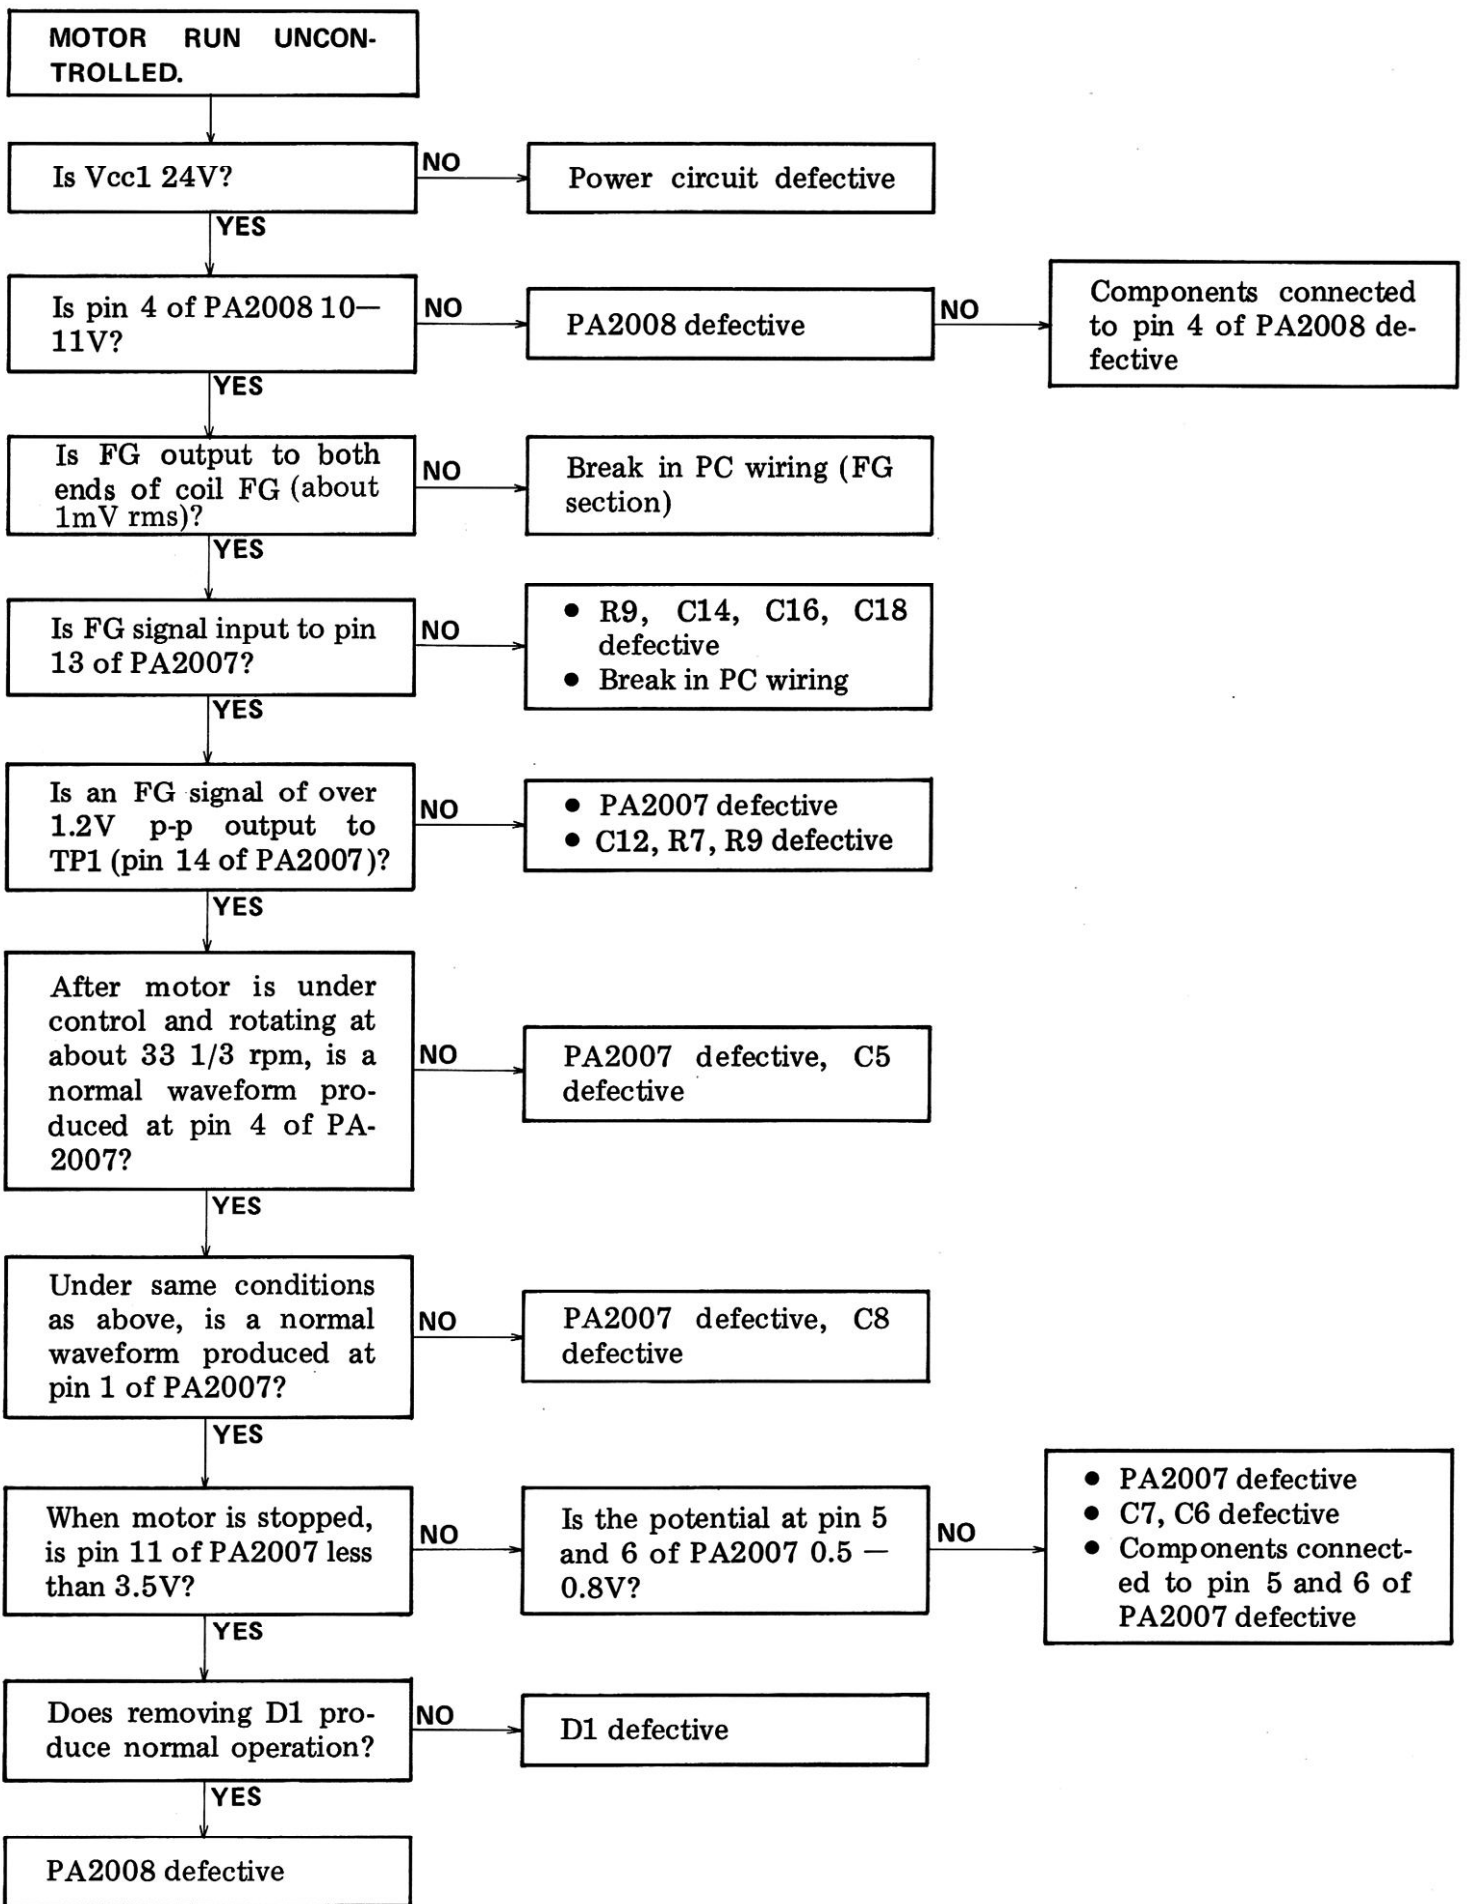 MOTOR RUN UNCON-
TROLLED.
Is Vcc1 24V?
NO
Power circuit defective
YES
Is pin 4 of PA2008 10—
11V?
NO
PA2008 defective
NO
Components connected
to pin 4 of PA2008 de-
fective
YES
Is FG output to both
ends of coil FG (about
1mV rms)?
NO
Break in PC wiring (FG
section)
YES
Is FG signal input to pin
13 of PA2007?
NO
● R9, C14, C16, C18
defective
● Break in PC wiring
YES
Is an FG signal of over
1.2V p-p output to
TP1 (pin 14 of PA2007)?
NO
● PA2007 defective
● C12, R7, R9 defective
YES
After motor is under
control and rotating at
about 33 1/3 rpm, is a
normal waveform pro-
duced at pin 4 of PA-
2007?
NO
PA2007 defective, C5
defective
YES
Under same conditions
as above, is a normal
waveform produced at
pin 1 of PA2007?
NO
PA2007 defective, C8
defective
YES
When motor is stopped,
is pin 11 of PA2007 less
than 3.5V?
NO
Is the potential at pin 5
and 6 of PA2007 0.5 —
0.8V?
NO
● PA2007 defective
● C7, C6 defective
● Components connect-
ed to pin 5 and 6 of
PA2007 defective
YES
Does removing D1 pro-
duce normal operation?
NO
D1 defective
YES
PA2008 defective